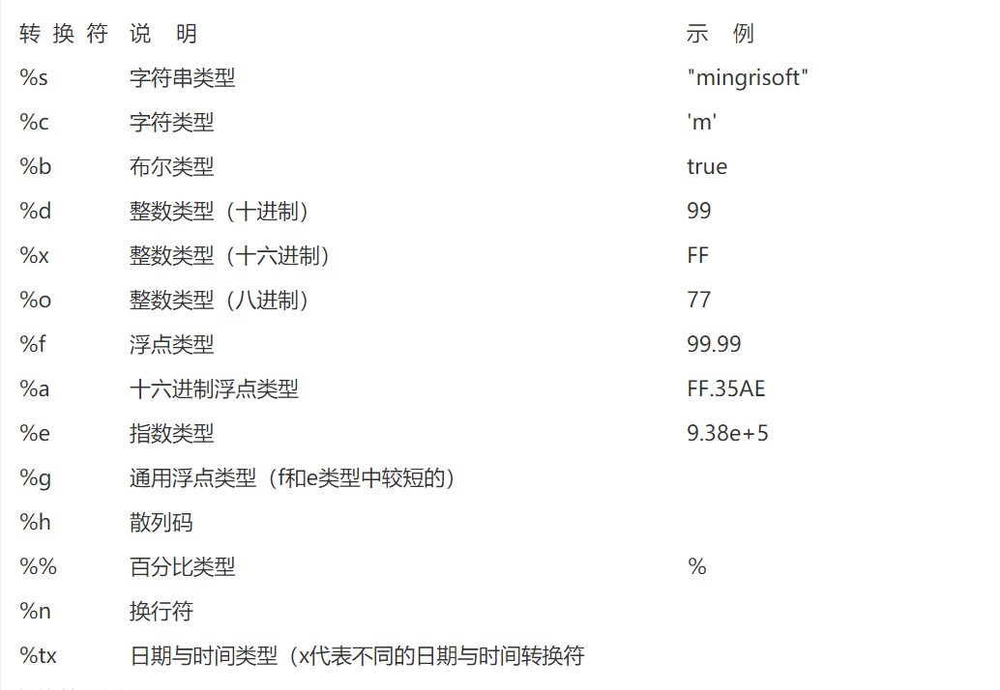 转 换 符 说 明 示 例
%s 字符串类型 "mingrisoft"
%c 字符类型 'm'
%b 布尔类型 true
%d 整数类型（十进制） 99
%x 整数类型（十六进制） FF
%o 整数类型（八进制） 77
%f 浮点类型 99.99
%a 十六进制浮点类型 FF.35AE
%e 指数类型 9.38e+5
%g 通用浮点类型（f和e类型中较短的）
%h 散列码
%% 百分比类型 %
%n 换行符
%tx 日期与时间类型（x代表不同的日期与时间转换符